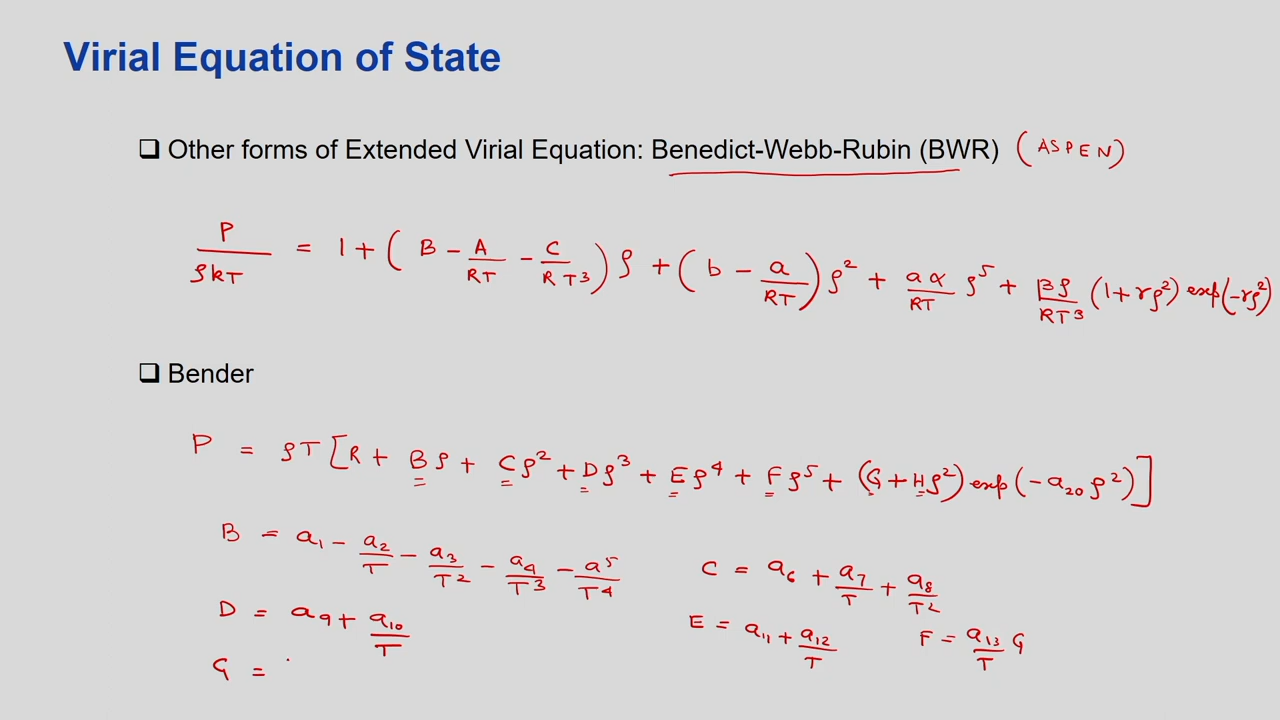 Virial Equation of State
❑ Other forms of Extended Virial Equation: Benedict-Webb-Rubin (BWR) (ASPEN)
P/ρkT = 1 + (B - A/RT - C/RT³) ρ + (b - a/RT) ρ² + aα/RT ρ⁵ + βρ/RT³ (1 + γρ²) exp(-γρ²)
❑ Bender
P = ρT [R + Bρ + Cρ² + Dρ³ + Eρ⁴ + Fρ⁵ + (G + Hρ²) exp(-a₂₀ρ²)]
B = a₁ - a₂/T - a₃/T² - a₄/T³ - a⁵/T⁴
C = a₆ + a₇/T + a₈/T²
D = a₉ + a₁₀/T
E = a₁₁ + a₁₂/T
F = a₁₃/T G
G =